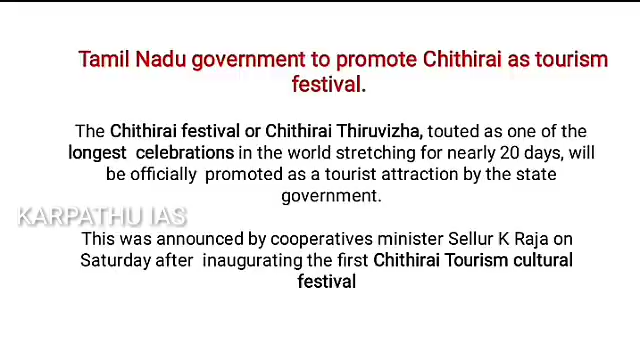 Tamil Nadu government to promote Chithirai as tourism
festival.
The Chithirai festival or Chithirai Thiruvizha, touted as one of the
longest celebrations in the world stretching for nearly 20 days, will
be officially promoted as a tourist attraction by the state
government.
KARPATHU IAS
This was announced by cooperatives minister Sellur K Raja on
Saturday after inaugurating the first Chithirai Tourism cultural
festival